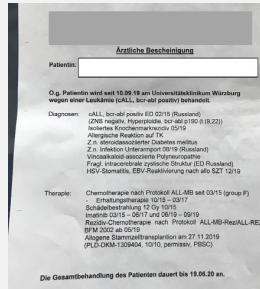 Ärztliche Bescheinigung
Patientin:
O.g. Patientin wird seit 10.09.19 am Universitätsklinikum Würzburg
wegen einer Leukämie (cALL, bcr-abl positiv) behandelt.
Diagnosen: cALL, bcr-abl positiv ED 02/15 (Russland)
(ZNS negativ, Hyperploidie, bcr-abl p190 (t (9,22))
Isoliertes Knochenmarkrezidiv 05/19
Allergische Reaktion auf TK
Z.n. steroidassoziierter Diabetes mellitus
Z.n. Infektion Unterarmport 08/19 (Russland)
Vincaalkaloid-assoziierte Polyneuropathie
Fragl. intracerebrale zystische Struktur (ED Russland)
HSV-Stomatitis, EBV-Reaktivierung nach allo SZT 12/19
Therapie: Chemotherapie nach Protokoll ALL-MB seit 03/15 (group F)
- Erhaltungstherapie 10/15 – 03/17
Schädelbestrahlung 12 Gy 10/15
Imatinib 03/15 – 06/17 und 06/19 – 09/19
Rezidiv-Chemotherapie nach Protokoll ALL-MB-Rez/ALL-REZ
BFM 2002 ab 05/19
Allogene Stammzelltransplantion am 27.11.2019
(PLD-DKM-1309404, 10/10, permissiv, PBSC)
Die Gesamtbehandlung des Patienten dauert bis 19.06.20 an.